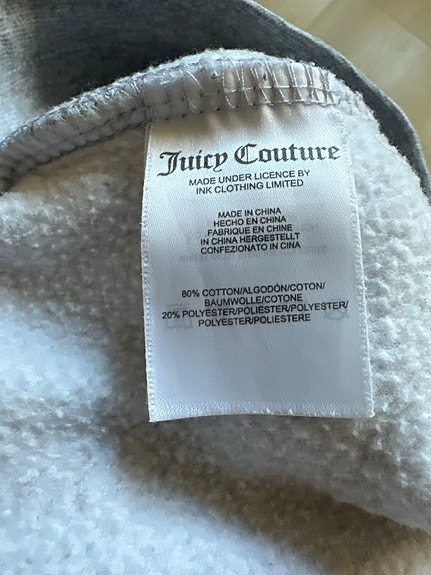 Juicy Couture
MADE UNDER LICENCE BY
INK CLOTHING LIMITED
MADE IN CHINA
HECHO EN CHINA
FABRIQUE EN CHINE
IN CHINA HERGESTELLT
CONFEZIONATO IN CINA
80% COTTON/ALGODÓN/COTON/
BAUMWOLLE/COTONE
20% POLYESTER/POLIESTER/POLYESTER/
POLYESTER/POLIESTERE